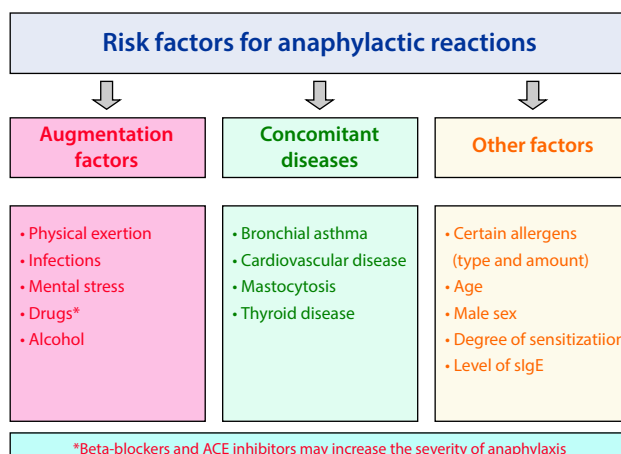 Risk factors for anaphylactic reactions
Augmentation
factors
Concomitant
diseases
Other factors
• Physical exertion
• Infections
• Mental stress
• Drugs*
• Alcohol
• Bronchial asthma
• Cardiovascular disease
• Mastocytosis
• Thyroid disease
• Certain allergens
(type and amount)
• Age
• Male sex
• Degree of sensitizatiion
• Level of sIgE
*Beta-blockers and ACE inhibitors may increase the severity of anaphylaxis